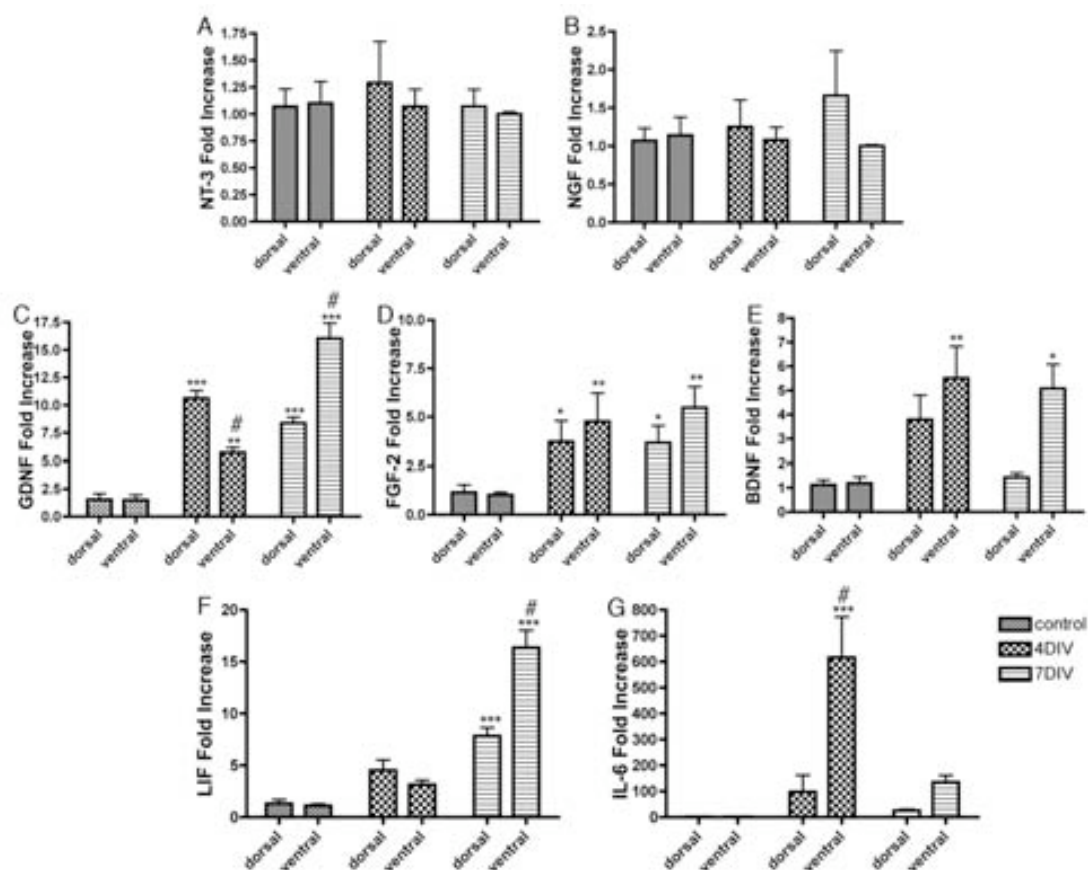 A
NT-3 Fold Increase
1.75
1.50
1.25
1.00
0.75
0.50
0.25
0.00
dorsal
ventral
dorsal
ventral
dorsal
ventral
B
NGF Fold Increase
2.5
2.0
1.5
1.0
0.5
0.0
dorsal
ventral
dorsal
ventral
dorsal
ventral
C
GDNF Fold Increase
17.5
15.0
12.5
10.0
7.5
5.0
2.5
0.0
***
#
**
***
#
***
dorsal
ventral
dorsal
ventral
dorsal
ventral
D
FGF-2 Fold Increase
10.0
7.5
5.0
2.5
0.0
*
**
*
**
dorsal
ventral
dorsal
ventral
dorsal
ventral
E
BDNF Fold Increase
8
7
6
5
4
3
2
1
0
**
*
dorsal
ventral
dorsal
ventral
dorsal
ventral
F
LIF Fold Increase
20
15
10
5
0
***
#
***
dorsal
ventral
dorsal
ventral
dorsal
ventral
G
IL-6 Fold Increase
800
700
600
500
400
300
200
100
0
#
***
dorsal
ventral
dorsal
ventral
dorsal
ventral
control
4DIV
7DIV